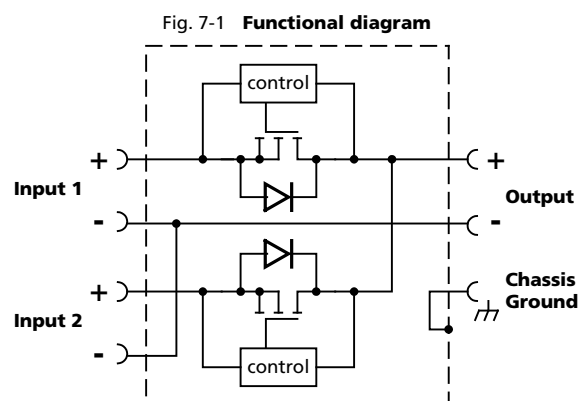 Fig. 7-1 Functional diagram
control
+
+
Input 1
Output
-
-
+
Chassis
Ground
Input 2
-
control